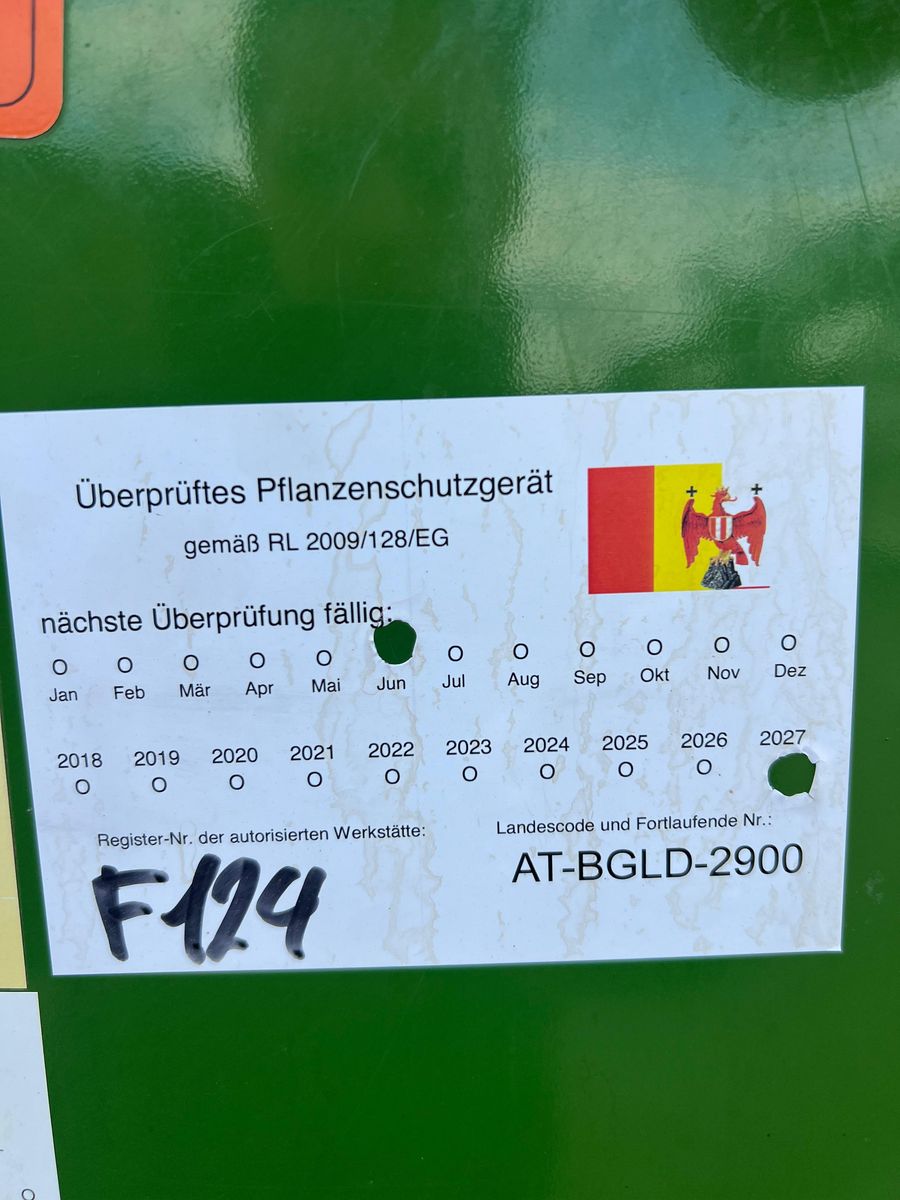 Überprüftes Pflanzenschutzgerät
gemäß RL 2009/128/EG
nächste Überprüfung fällig:
O O O O O O O O O O O
Jan Feb Mär Apr Mai Jun Jul Aug Sep Okt Nov Dez
2018 2019 2020 2021 2022 2023 2024 2025 2026 2027
O O O O O O O O O
Register-Nr. der autorisierten Werkstätte:
F124
Landescode und Fortlaufende Nr.:
AT-BGLD-2900